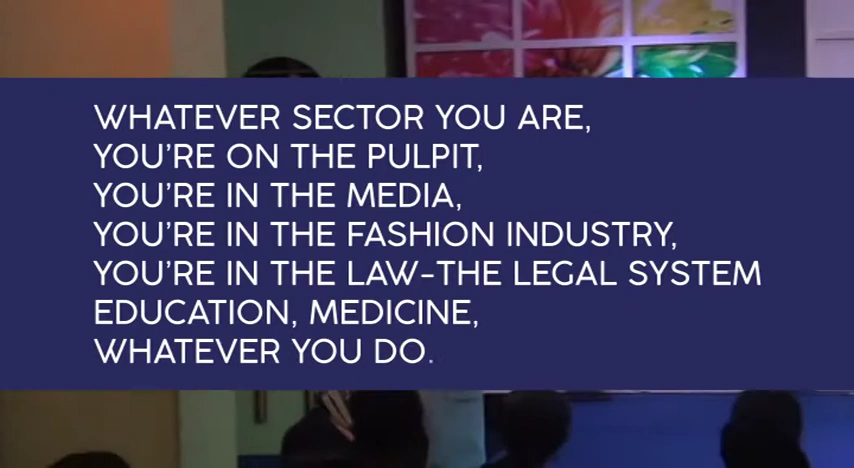 WHATEVER SECTOR YOU ARE,
YOU'RE ON THE PULPIT,
YOU'RE IN THE MEDIA,
YOU'RE IN THE FASHION INDUSTRY,
YOU'RE IN THE LAW-THE LEGAL SYSTEM
EDUCATION, MEDICINE,
WHATEVER YOU DO.